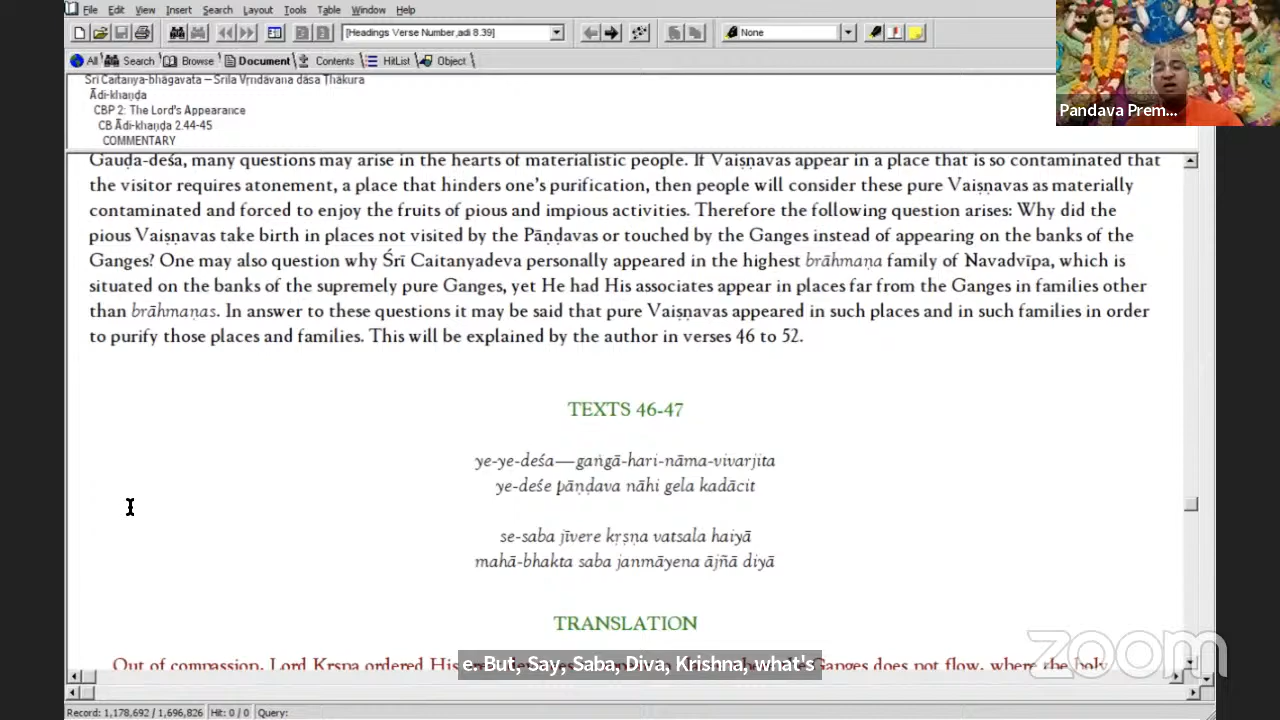 File Edit View Insert Search Layout Tools Table Window Help
[Headings Verse Number,adi 8.39]
None
All Search Browse Document Contents HitList Object
Śrī Caitanya-bhāgavata – Śrīla Vṛndāvana dāsa Ṭhākura
Ādi-khaṇḍa
CBP 2: The Lord's Appearance
CB Ādi-khaṇḍa 2.44-45
COMMENTARY
Pandava Prem...
Gauḍa-deśa, many questions may arise in the hearts of materialistic people. If Vaiṣṇavas appear in a place that is so contaminated that
the visitor requires atonement, a place that hinders one's purification, then people will consider these pure Vaiṣṇavas as materially
contaminated and forced to enjoy the fruits of pious and impious activities. Therefore the following question arises: Why did the
pious Vaiṣṇavas take birth in places not visited by the Pāṇḍavas or touched by the Ganges instead of appearing on the banks of the
Ganges? One may also question why Śrī Caitanyadeva personally appeared in the highest brāhmaṇa family of Navadvīpa, which is
situated on the banks of the supremely pure Ganges, yet He had His associates appear in places far from the Ganges in families other
than brāhmaṇas. In answer to these questions it may be said that pure Vaiṣṇavas appeared in such places and in such families in order
to purify those places and families. This will be explained by the author in verses 46 to 52.
TEXTS 46-47
ye-ye-deśa—gaṅgā-hari-nāma-vivarjita
ye-deśe pāṇḍava nāhi gela kadācit
se-saba jīvere kṛṣṇa vatsala haiyā
mahā-bhakta saba janmāyena ājñā diyā
TRANSLATION
Out of compassion, Lord Kṛṣṇa ordered His Ganges does not flow, where the holy
e. But, Say, Saba, Diva, Krishna, what's
zoom
Record: 1,178,692 / 1,696,826 Hit: 0 / 0 Query: